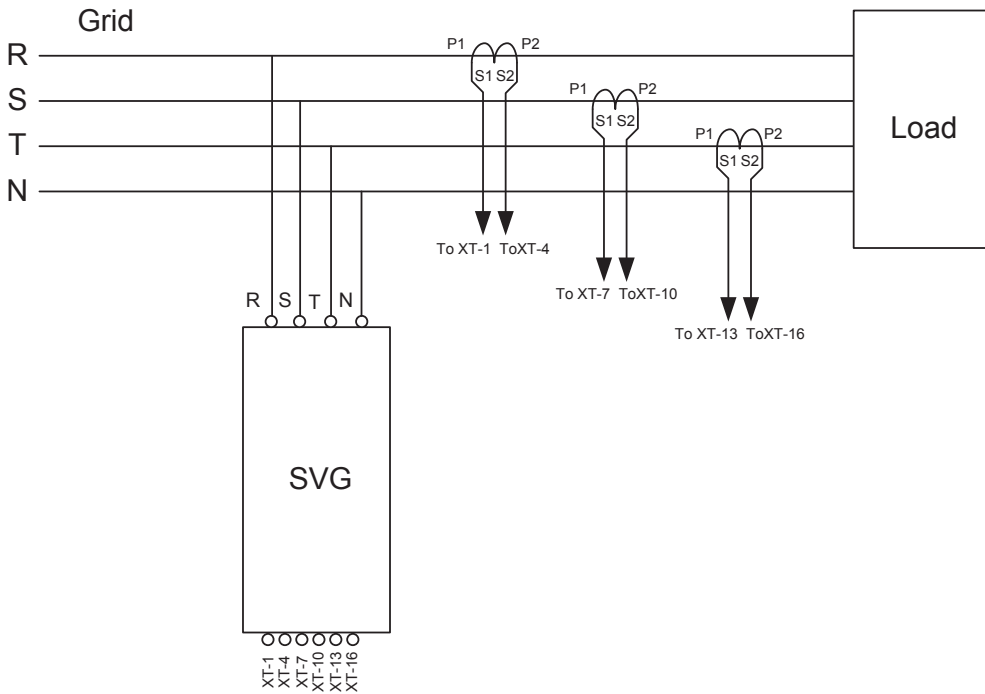 Grid
R
S
T
N
P1 P2
S1 S2
To XT-1 ToXT-4
P1 P2
S1 S2
To XT-7 ToXT-10
P1 P2
S1 S2
To XT-13 ToXT-16
Load
R S T N
SVG
XT-1
XT-4
XT-7
XT-10
XT-13
XT-16